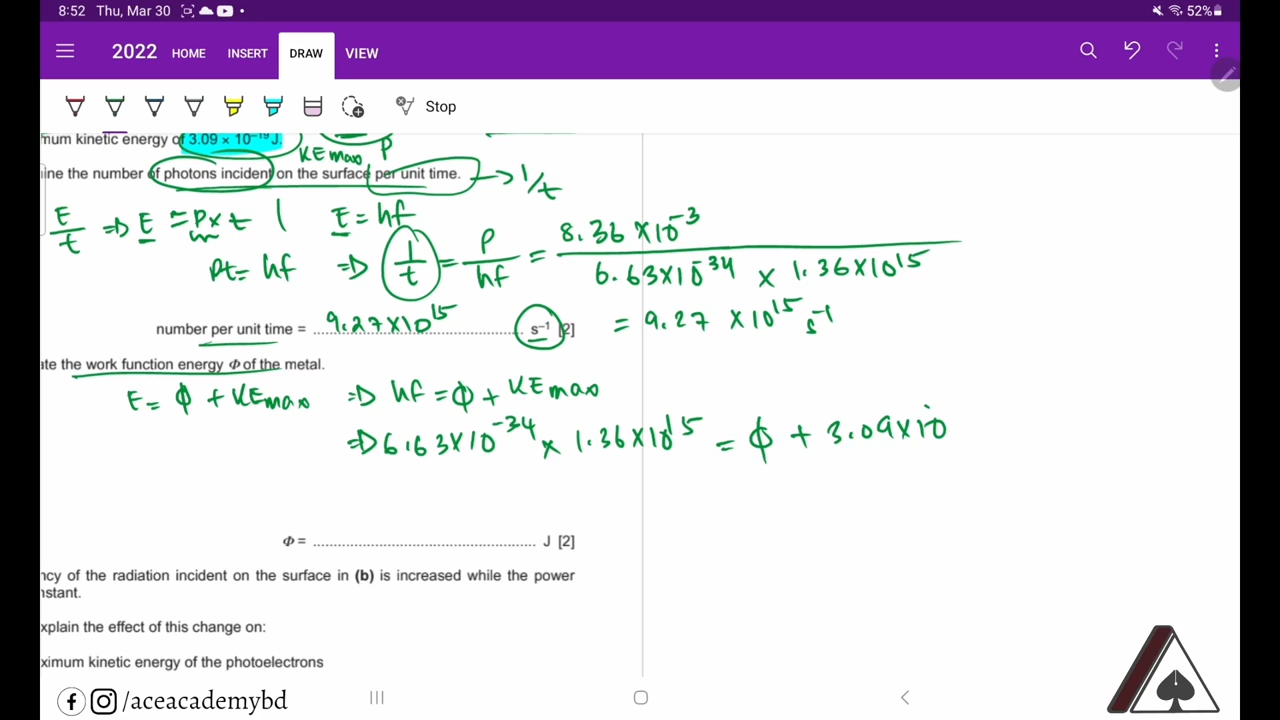 8:52 Thu, Mar 30 52%
2022 HOME INSERT DRAW VIEW
Stop
mum kinetic energy of 3.09 × 10⁻¹⁹ J.
KEmax P
ine the number of photons incident on the surface per unit time. → 1/t
E/t ⇒ E = P×t | E = hf
Pt = hf ⇒ 1/t = P/hf = 8.36 × 10⁻³ / 6.63×10⁻³⁴ × 1.36×10¹⁵
number per unit time = 9.27×10¹⁵ s⁻¹ [2] = 9.27 × 10¹⁵ s⁻¹
ate the work function energy Φ of the metal.
E = ϕ + KEmax ⇒ hf = ϕ + KEmax
⇒ 6.63×10⁻³⁴ × 1.36×10¹⁵ = ϕ + 3.09×10
Φ = ........................................................ J [2]
ncy of the radiation incident on the surface in (b) is increased while the power
nstant.
xplain the effect of this change on:
ximum kinetic energy of the photoelectrons
/aceacademybd